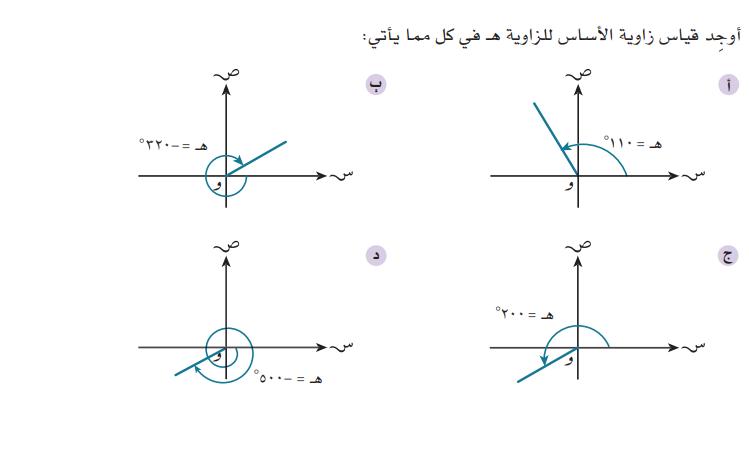 أوجِد قياس زاوية الأساس للزاوية هـ في كل مما يأتي:
أ
ص
هـ = ١١٠°
س
و
ب
ص
هـ = –٣٢٠°
س
و
ج
ص
هـ = ٢٠٠°
س
و
د
ص
س
و
هـ = –٥٠٠°